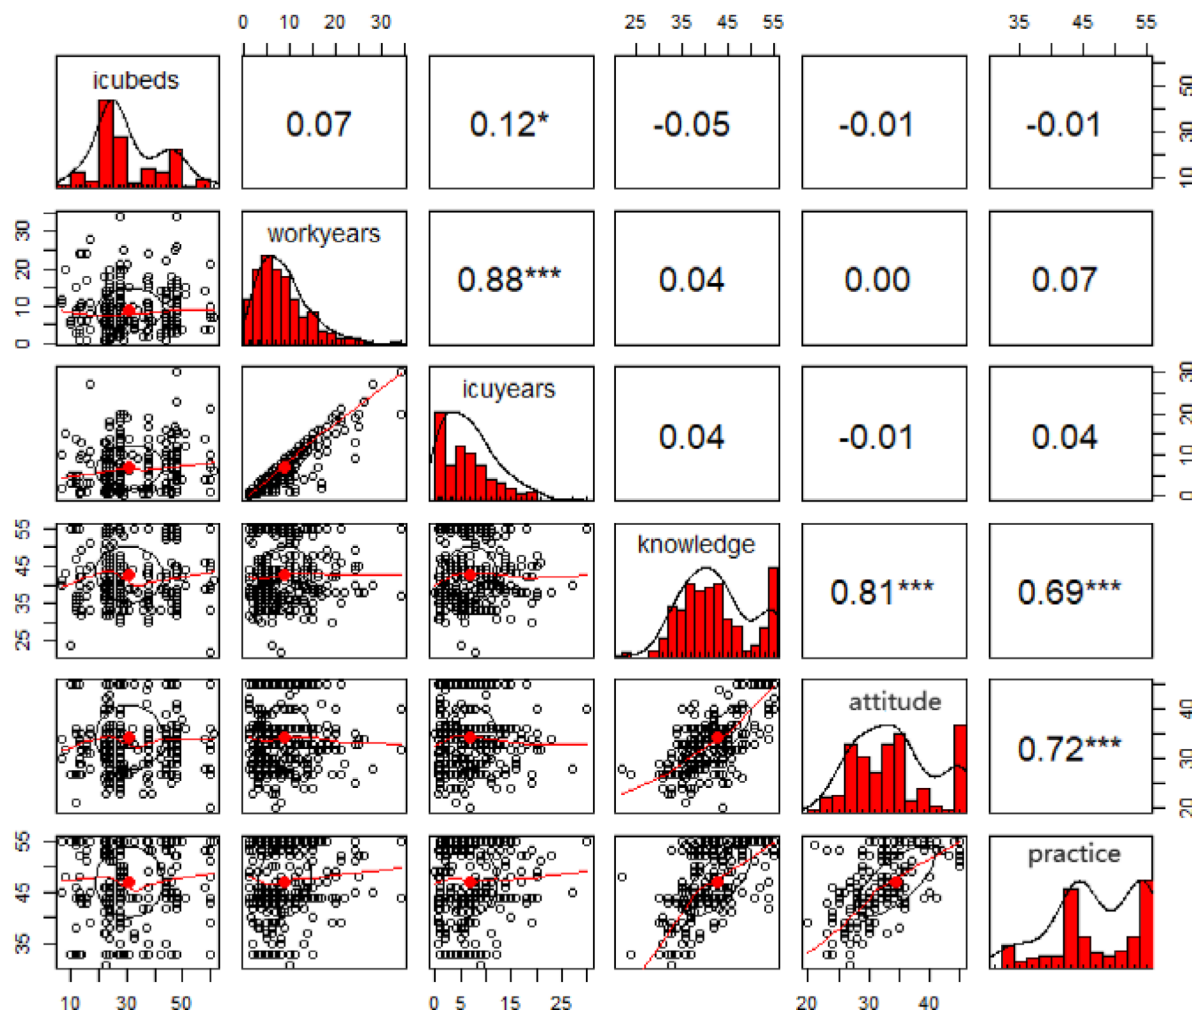 0 10 30 25 35 45 55 35 45 55
icubeds 0.07 0.12* -0.05 -0.01 -0.01 10 30 50
0 10 20 30 workyears 0.88*** 0.04 0.00 0.07
icuyears 0.04 -0.01 0.04 0 10 20 30
25 35 45 55 knowledge 0.81*** 0.69***
attitude 0.72*** 20 30 40
35 45 55 practice
10 30 50 0 5 15 25 20 30 40